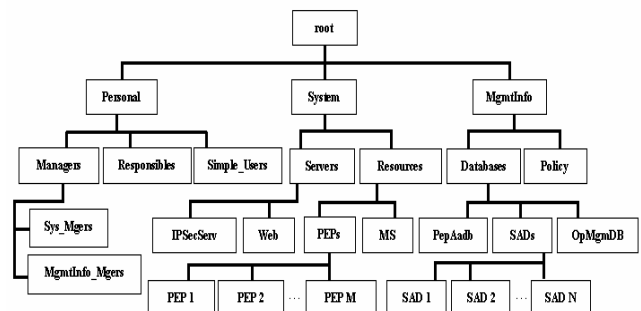 root
Personal
System
MgmtInfo
Managers
Responsibles
Simple_Users
Servers
Resources
Databases
Policy
Sys_Mgers
MgmtInfo_Mgers
IPSecServ
Web
PEPs
MS
PepAadb
SADs
OpMgmDB
PEP 1
PEP 2
...
PEP M
SAD 1
SAD 2
...
SAD N